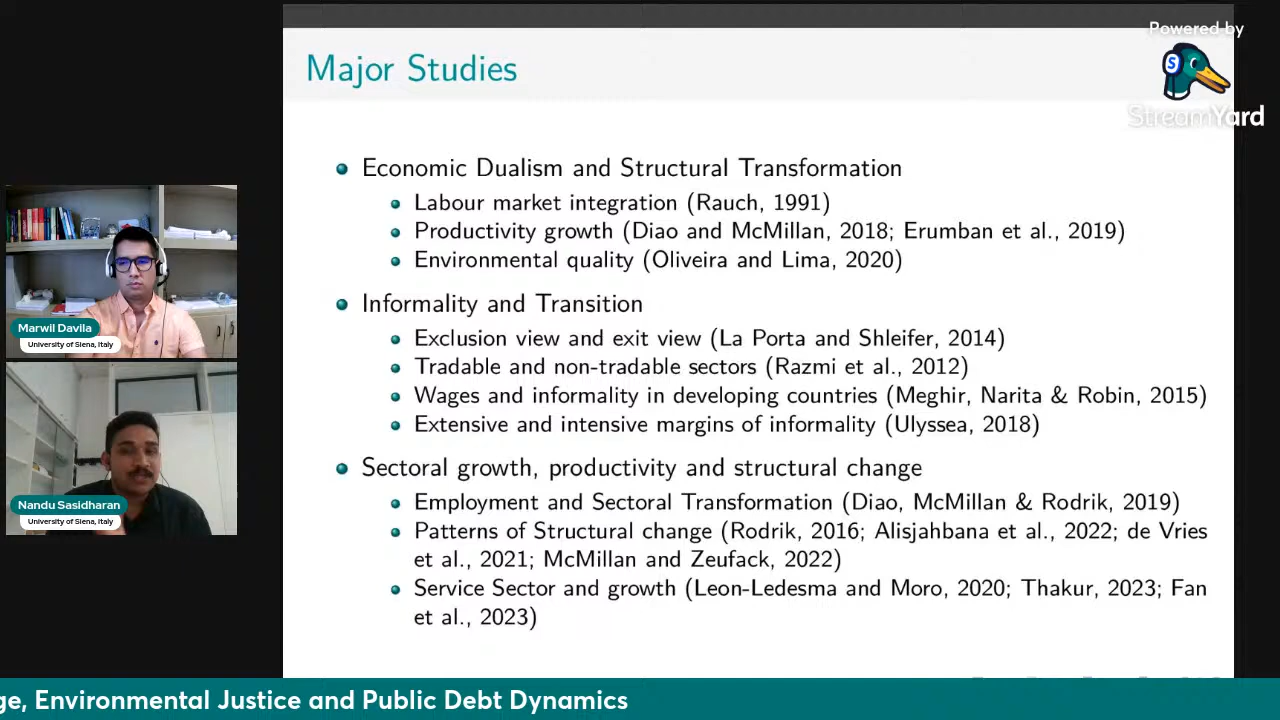 Powered by
StreamYard
Major Studies
Economic Dualism and Structural Transformation
Labour market integration (Rauch, 1991)
Productivity growth (Diao and McMillan, 2018; Erumban et al., 2019)
Environmental quality (Oliveira and Lima, 2020)
Informality and Transition
Exclusion view and exit view (La Porta and Shleifer, 2014)
Tradable and non-tradable sectors (Razmi et al., 2012)
Wages and informality in developing countries (Meghir, Narita & Robin, 2015)
Extensive and intensive margins of informality (Ulyssea, 2018)
Sectoral growth, productivity and structural change
Employment and Sectoral Transformation (Diao, McMillan & Rodrik, 2019)
Patterns of Structural change (Rodrik, 2016; Alisjahbana et al., 2022; de Vries
et al., 2021; McMillan and Zeufack, 2022)
Service Sector and growth (Leon-Ledesma and Moro, 2020; Thakur, 2023; Fan
et al., 2023)
Marwil Davila
University of Siena, Italy
Nandu Sasidharan
University of Siena, Italy
ge, Environmental Justice and Public Debt Dynamics